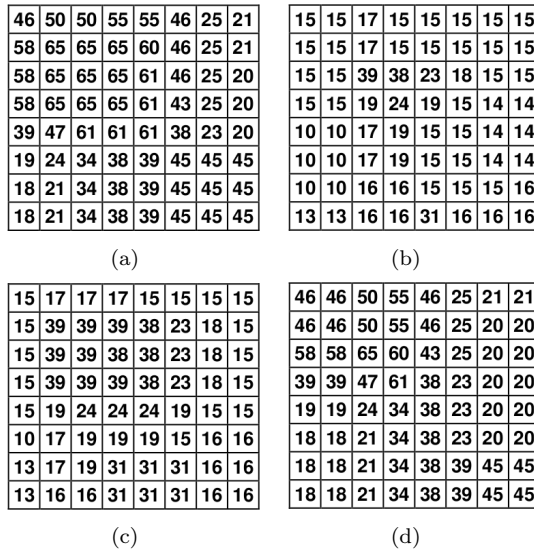 46 50 50 55 55 46 25 21
58 65 65 65 60 46 25 21
58 65 65 65 61 46 25 20
58 65 65 65 61 43 25 20
39 47 61 61 61 38 23 20
19 24 34 38 39 45 45 45
18 21 34 38 39 45 45 45
18 21 34 38 39 45 45 45
(a)
15 15 17 15 15 15 15 15
15 15 17 15 15 15 15 15
15 15 39 38 23 18 15 15
15 15 19 24 19 15 14 14
10 10 17 19 15 15 14 14
10 10 17 19 15 15 14 14
10 10 16 16 15 15 15 16
13 13 16 16 31 16 16 16
(b)
15 17 17 17 15 15 15 15
15 39 39 39 38 23 18 15
15 39 39 38 38 23 18 15
15 39 39 39 38 23 18 15
15 19 24 24 24 19 15 15
10 17 19 19 19 15 16 16
13 17 19 31 31 31 16 16
13 16 16 31 31 31 16 16
(c)
46 46 50 55 46 25 21 21
46 46 50 55 46 25 20 20
58 58 65 60 43 25 20 20
39 39 47 61 38 23 20 20
19 19 24 34 38 23 20 20
18 18 21 34 38 23 20 20
18 18 21 34 38 39 45 45
18 18 21 34 38 39 45 45
(d)